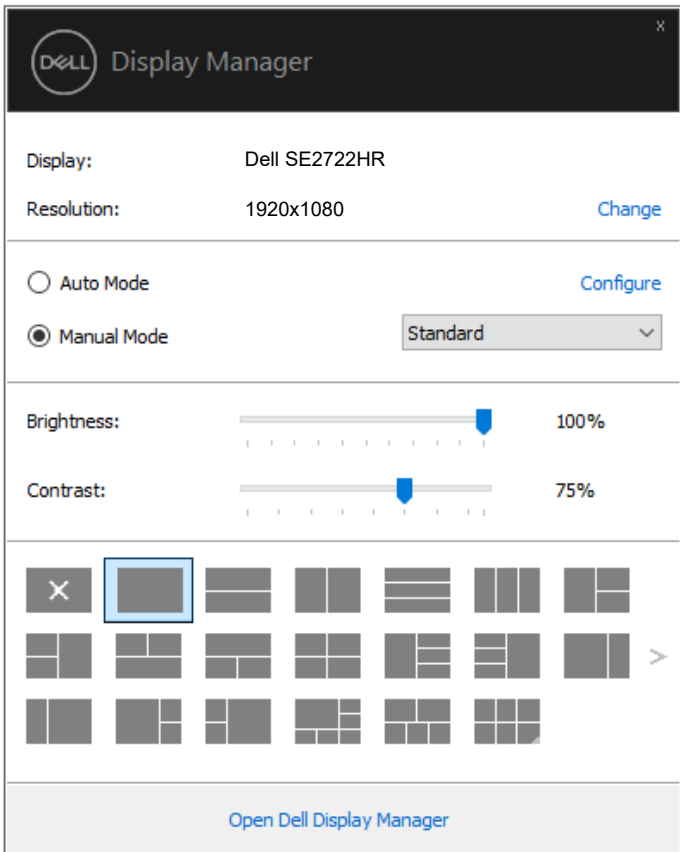 x
DELL Display Manager
Display: Dell SE2722HR
Resolution: 1920x1080 Change
Auto Mode Configure
Manual Mode Standard
Brightness: 100%
Contrast: 75%
Open Dell Display Manager